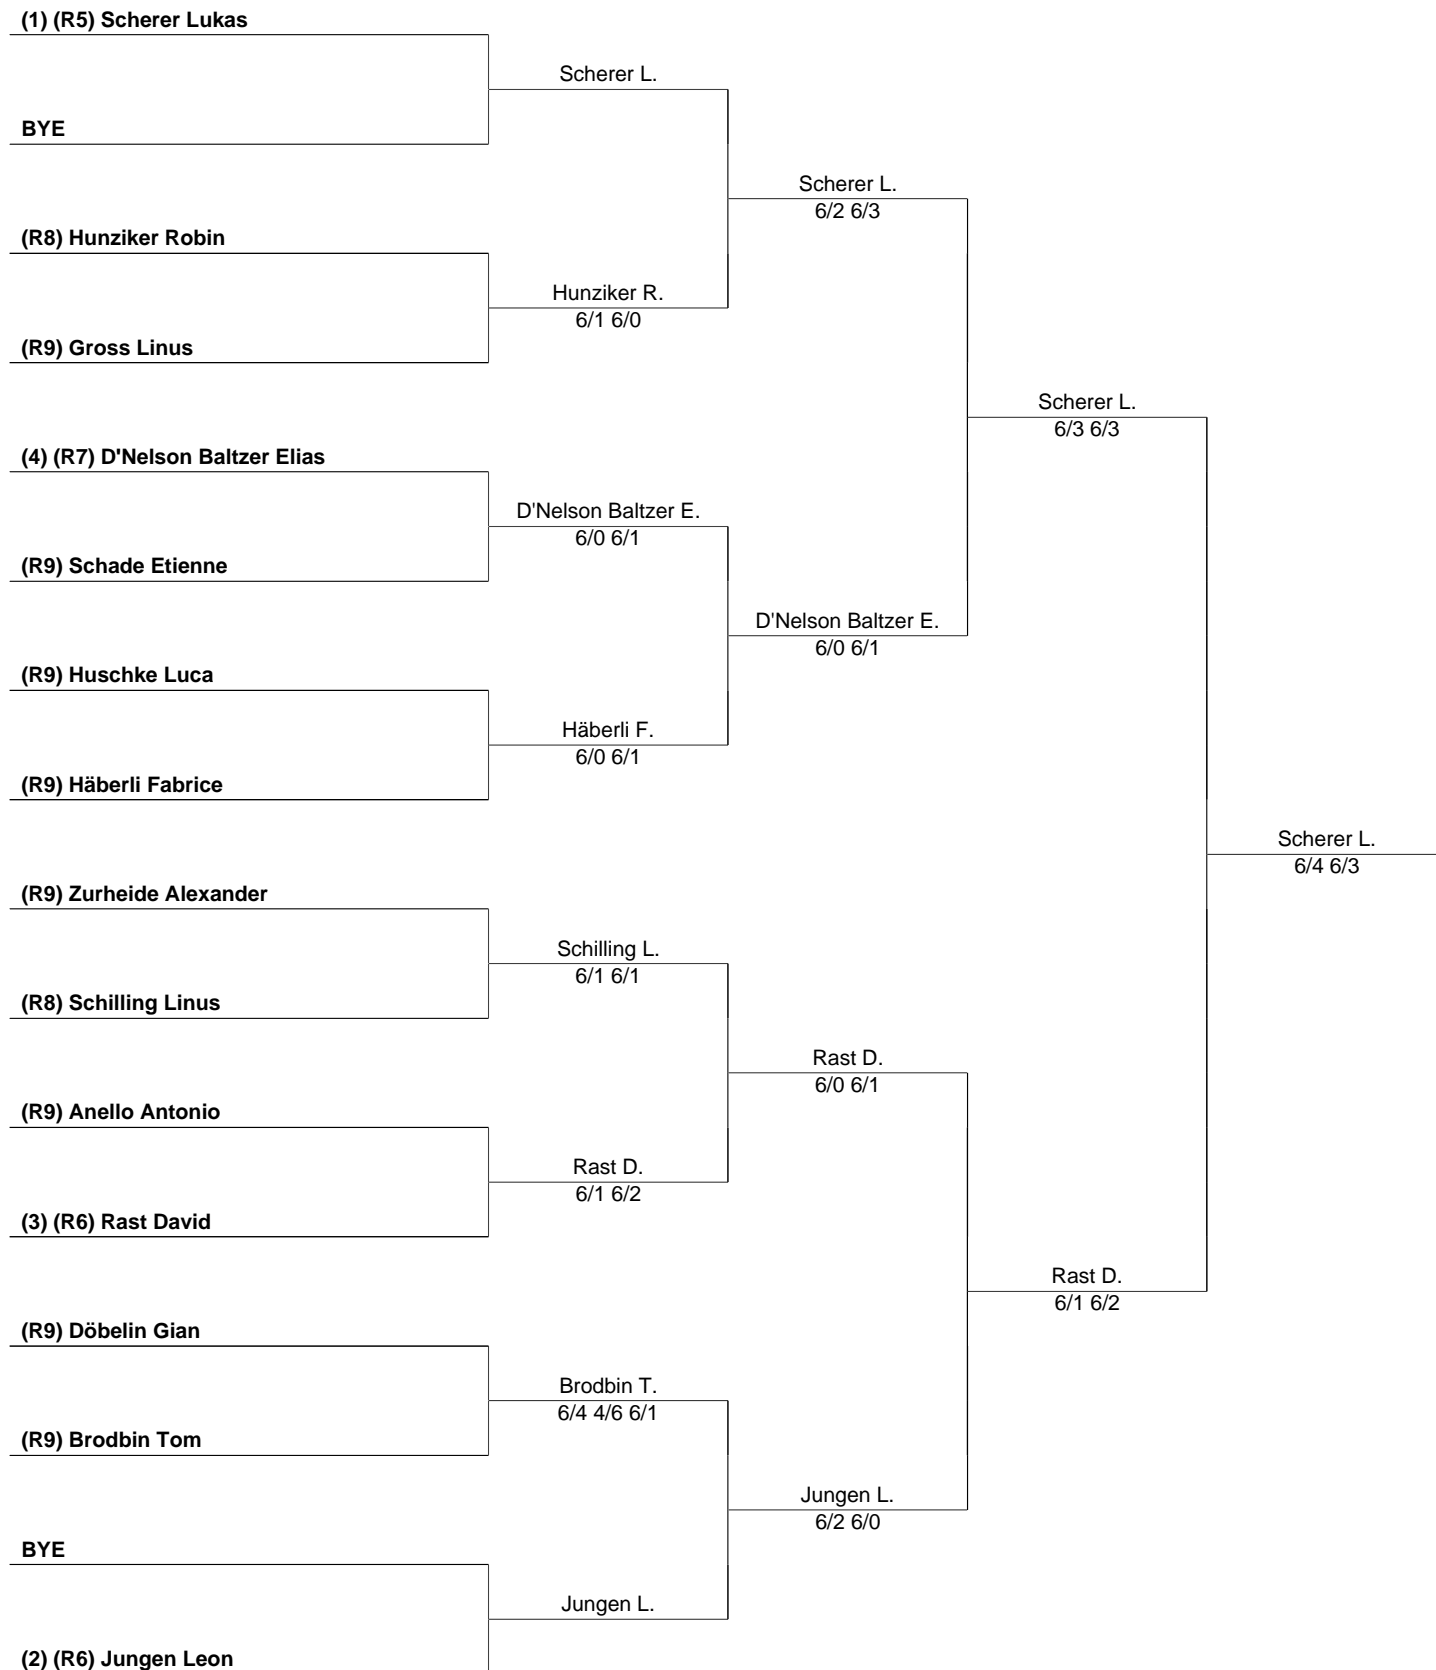 (1) (R5) Scherer Lukas
Scherer L.
BYE
Scherer L.
6/2 6/3
(R8) Hunziker Robin
Hunziker R.
6/1 6/0
(R9) Gross Linus
Scherer L.
6/3 6/3
(4) (R7) D'Nelson Baltzer Elias
D'Nelson Baltzer E.
6/0 6/1
(R9) Schade Etienne
D'Nelson Baltzer E.
6/0 6/1
(R9) Huschke Luca
Häberli F.
6/0 6/1
(R9) Häberli Fabrice
Scherer L.
6/4 6/3
(R9) Zurheide Alexander
Schilling L.
6/1 6/1
(R8) Schilling Linus
Rast D.
6/0 6/1
(R9) Anello Antonio
Rast D.
6/1 6/2
(3) (R6) Rast David
Rast D.
6/1 6/2
(R9) Döbelin Gian
Brodbin T.
6/4 4/6 6/1
(R9) Brodbin Tom
Jungen L.
6/2 6/0
BYE
Jungen L.
(2) (R6) Jungen Leon